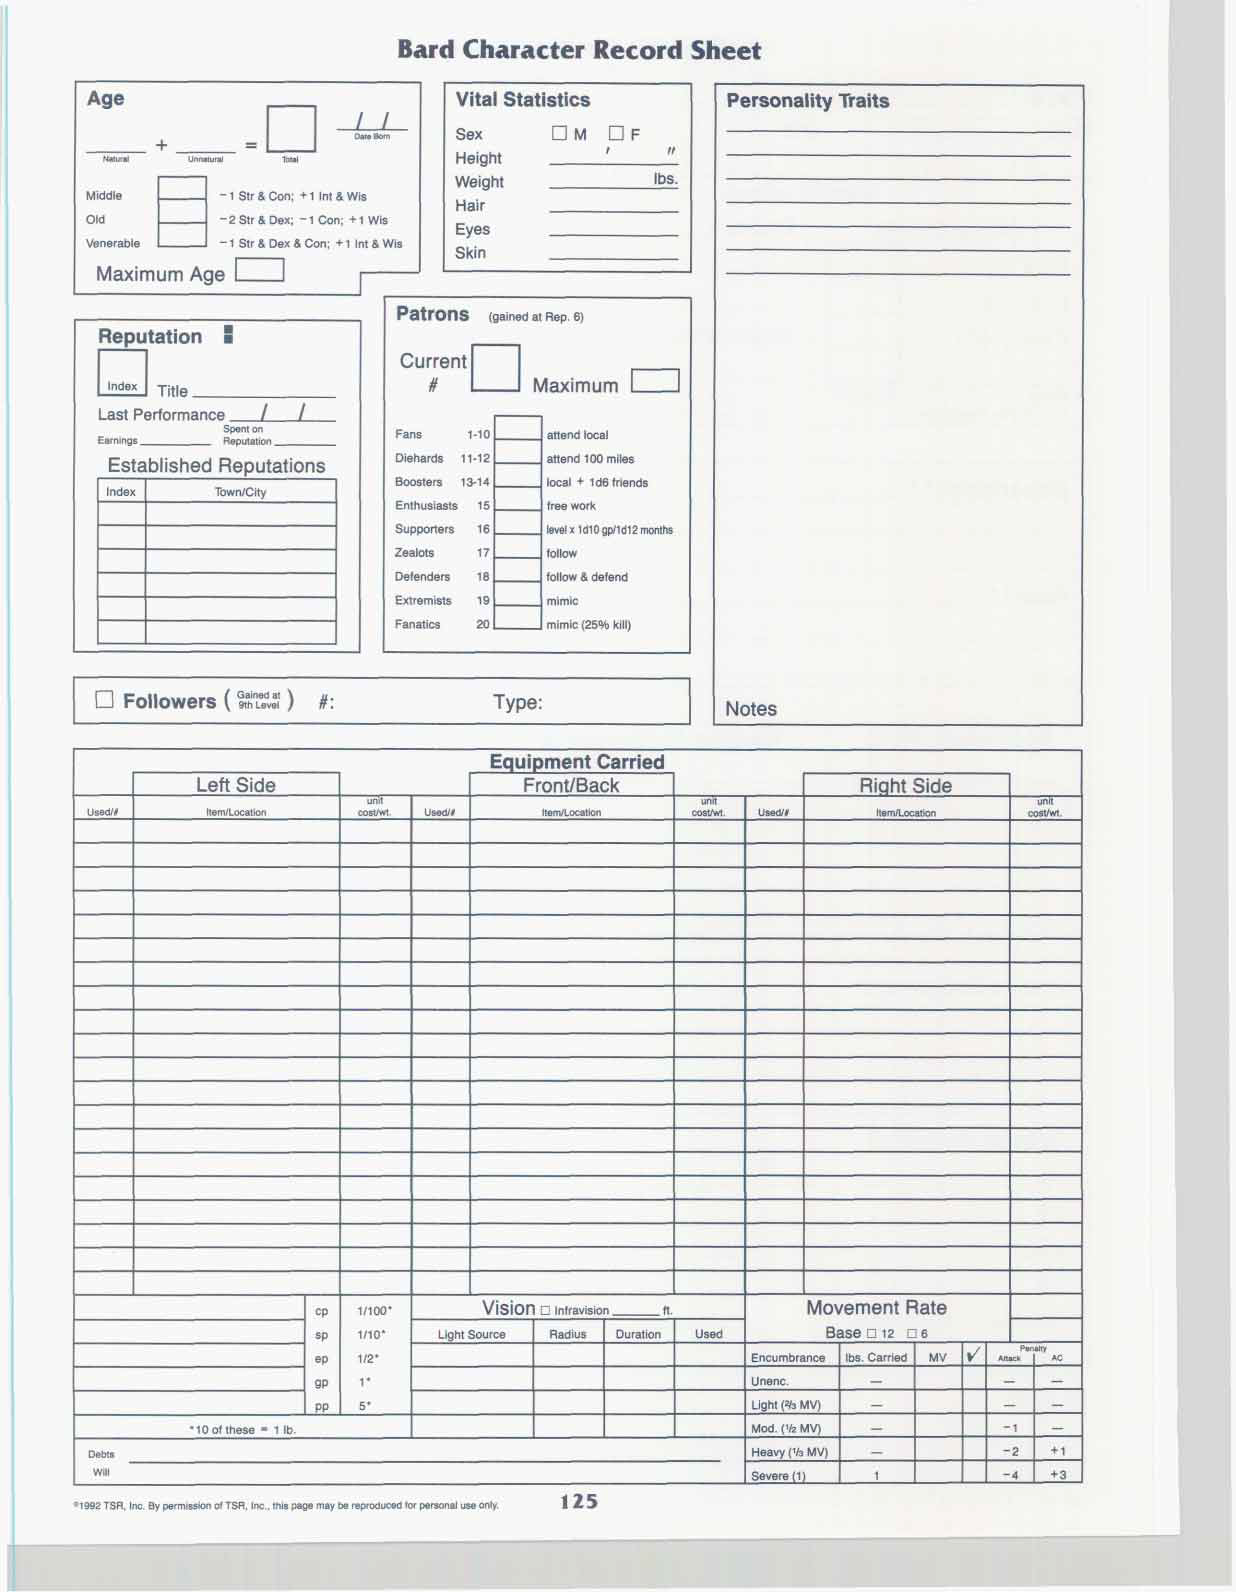 Bard Character Record Sheet
Age
/ /
Date Born
+ =
Natural Unnatural Total
Middle −1 Str & Con; +1 Int & Wis
Old −2 Str & Dex; −1 Con; +1 Wis
Venerable −1 Str & Dex & Con; +1 Int & Wis
Maximum Age
Vital Statistics
Sex M F
Height ' "
Weight lbs.
Hair
Eyes
Skin
Personality Traits
Notes
Reputation
Index Title
Last Performance / /
Earnings Spent on Reputation
Established Reputations
Index Town/City
Patrons (gained at Rep. 6)
Current # Maximum
Fans 1-10 attend local
Diehards 11-12 attend 100 miles
Boosters 13-14 local + 1d6 friends
Enthusiasts 15 free work
Supporters 16 level x 1d10 gp/1d12 months
Zealots 17 follow
Defenders 18 follow & defend
Extremists 19 mimic
Fanatics 20 mimic (25% kill)
Followers (Gained at 9th Level) #: Type:
Equipment Carried
Left Side Front/Back Right Side
Used/# Item/Location unit cost/wt. Used/# Item/Location unit cost/wt. Used/# Item/Location unit cost/wt.
cp 1/100*
sp 1/10*
ep 1/2*
gp 1*
pp 5*
*10 of these = 1 lb.
Debts
Will
Vision Infravision ft.
Light Source Radius Duration Used
Movement Rate
Base 12 6
Penalty
Encumbrance lbs. Carried MV ✓ Attack AC
Unenc. — — —
Light (⅔ MV) — — —
Mod. (½ MV) — −1 —
Heavy (⅓ MV) — −2 +1
Severe (1) 1 −4 +3
©1992 TSR, Inc. By permission of TSR, Inc., this page may be reproduced for personal use only.
125